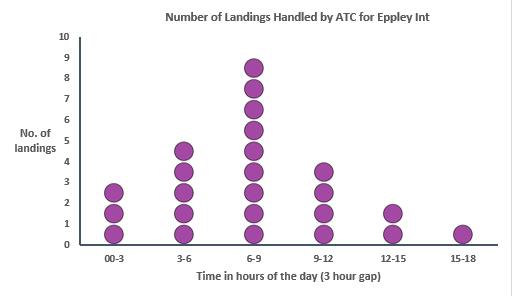 Number of Landings Handled by ATC for Eppley Int
10
9
8
7
6
5
4
3
2
1
0
No. of
landings
00-3 3-6 6-9 9-12 12-15 15-18
Time in hours of the day (3 hour gap)